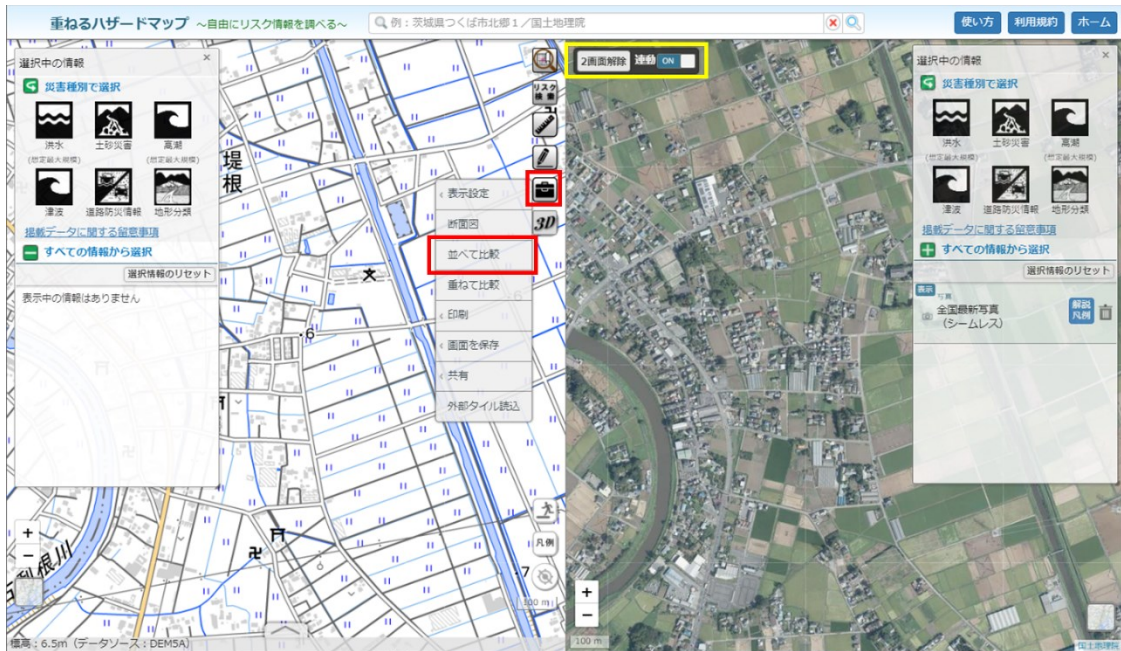 重ねるハザードマップ ～自由にリスク情報を調べる～
例：茨城県つくば市北郷１／国土地理院
使い方
利用規約
ホーム
選択中の情報
×
災害種別で選択
洪水
土砂災害
高潮
(想定最大規模)
(想定最大規模)
津波
道路防災情報
地形分類
掲載データに関する留意事項
すべての情報から選択
選択情報のリセット
表示中の情報はありません
堤根
文
6
卍
7
リスク
検索
3D
‹ 表示設定
断面図
並べて比較
重ねて比較
‹ 印刷
‹ 画面を保存
‹ 共有
外部タイル読込
凡例
100 m
+
−
標高：6.5m（データソース：DEM5A）
2画面解除
連動
ON
選択中の情報
×
災害種別で選択
洪水
土砂災害
高潮
(想定最大規模)
(想定最大規模)
津波
道路防災情報
地形分類
掲載データに関する留意事項
すべての情報から選択
選択情報のリセット
表示
写真
全国最新写真
（シームレス）
解説
凡例
+
−
100 m
国土地理院